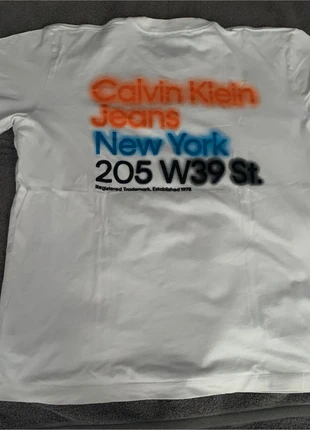 Calvin Klein
Jeans
New York
205 W39 St.
Registered Trademark. Established 1978